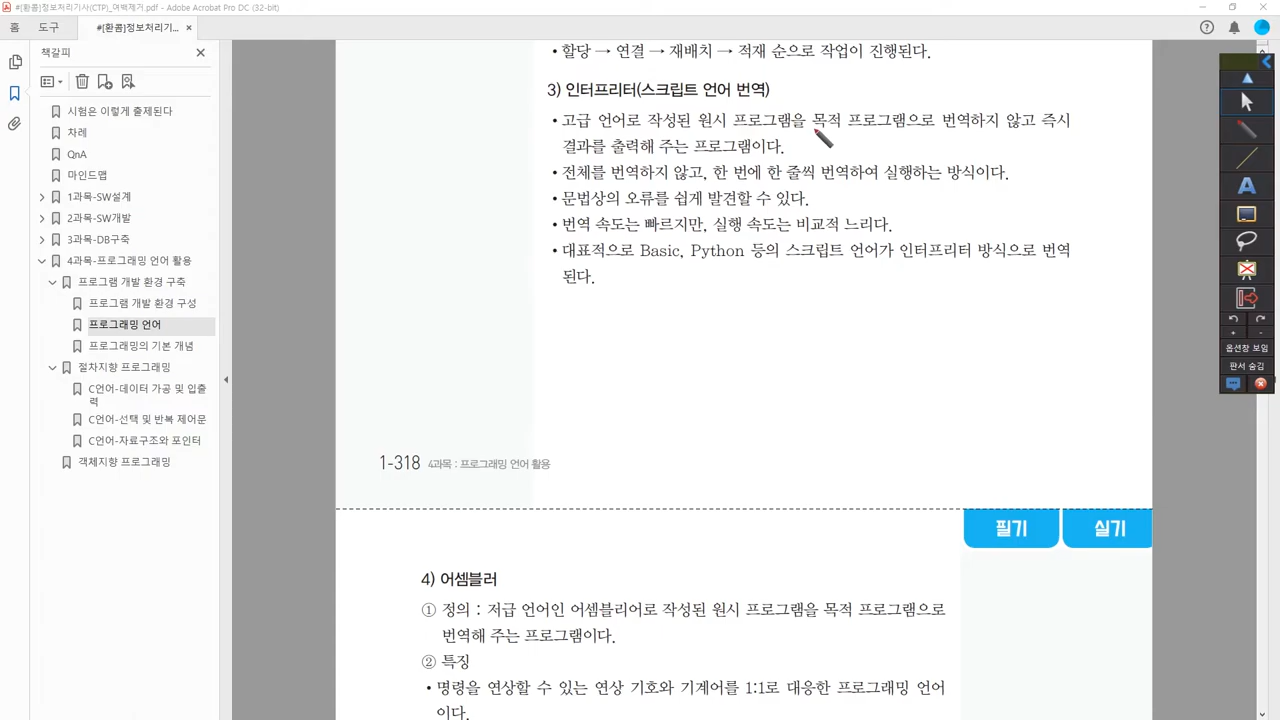 #[환콤]정보처리기사(CTP)_여백제거.pdf - Adobe Acrobat Pro DC (32-bit)
홈 도구 #[환콤]정보처리기... ×
책갈피
시험은 이렇게 출제된다
차례
QnA
마인드맵
1과목-SW설계
2과목-SW개발
3과목-DB구축
4과목-프로그래밍 언어 활용
프로그램 개발 환경 구축
프로그램 개발 환경 구성
프로그래밍 언어
프로그래밍의 기본 개념
절차지향 프로그래밍
C언어-데이터 가공 및 입출
력
C언어-선택 및 반복 제어문
C언어-자료구조와 포인터
객체지향 프로그래밍
• 할당 → 연결 → 재배치 → 적재 순으로 작업이 진행된다.
3) 인터프리터(스크립트 언어 번역)
• 고급 언어로 작성된 원시 프로그램을 목적 프로그램으로 번역하지 않고 즉시
결과를 출력해 주는 프로그램이다.
• 전체를 번역하지 않고, 한 번에 한 줄씩 번역하여 실행하는 방식이다.
• 문법상의 오류를 쉽게 발견할 수 있다.
• 번역 속도는 빠르지만, 실행 속도는 비교적 느리다.
• 대표적으로 Basic, Python 등의 스크립트 언어가 인터프리터 방식으로 번역
된다.
1-318 4과목 : 프로그래밍 언어 활용
필기 실기
4) 어셈블러
① 정의 : 저급 언어인 어셈블리어로 작성된 원시 프로그램을 목적 프로그램으로
번역해 주는 프로그램이다.
② 특징
• 명령을 연상할 수 있는 연상 기호와 기계어를 1:1로 대응한 프로그래밍 언어
이다.
A
+ -
옵션창 보임
판서 숨김